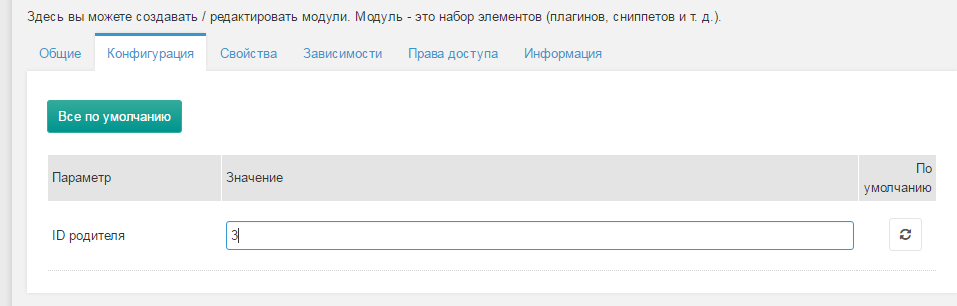 Здесь вы можете создавать / редактировать модули. Модуль - это набор элементов (плагинов, сниппетов и т. д.).
Общие Конфигурация Свойства Зависимости Права доступа Информация
Все по умолчанию
Параметр Значение По умолчанию
ID родителя 3